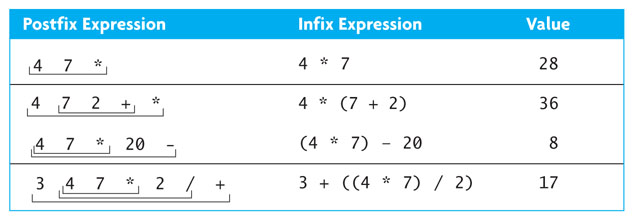 Postfix Expression Infix Expression Value
4 7 * 4 * 7 28
4 7 2 + * 4 * (7 + 2) 36
4 7 * 20 – (4 * 7) – 20 8
3 4 7 * 2 / + 3 + ((4 * 7) / 2) 17